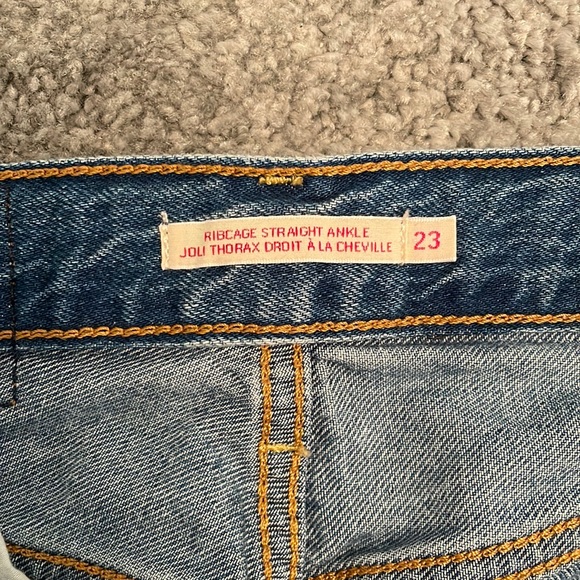 RIBCAGE STRAIGHT ANKLE
JOLI THORAX DROIT À LA CHEVILLE
23